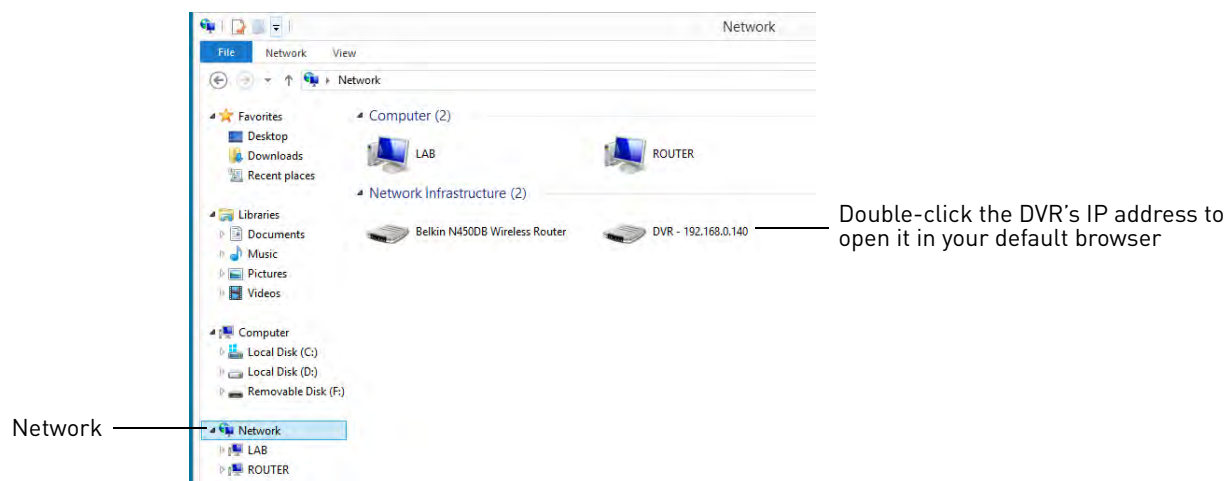 Network
File Network View
Network
Favorites
Desktop
Downloads
Recent places
Libraries
Documents
Music
Pictures
Videos
Computer
Local Disk (C:)
Local Disk (D:)
Removable Disk (F:)
Network
LAB
ROUTER
Computer (2)
LAB
ROUTER
Network Infrastructure (2)
Belkin N450DB Wireless Router
DVR - 192.168.0.140
Double-click the DVR’s IP address to
open it in your default browser
Network